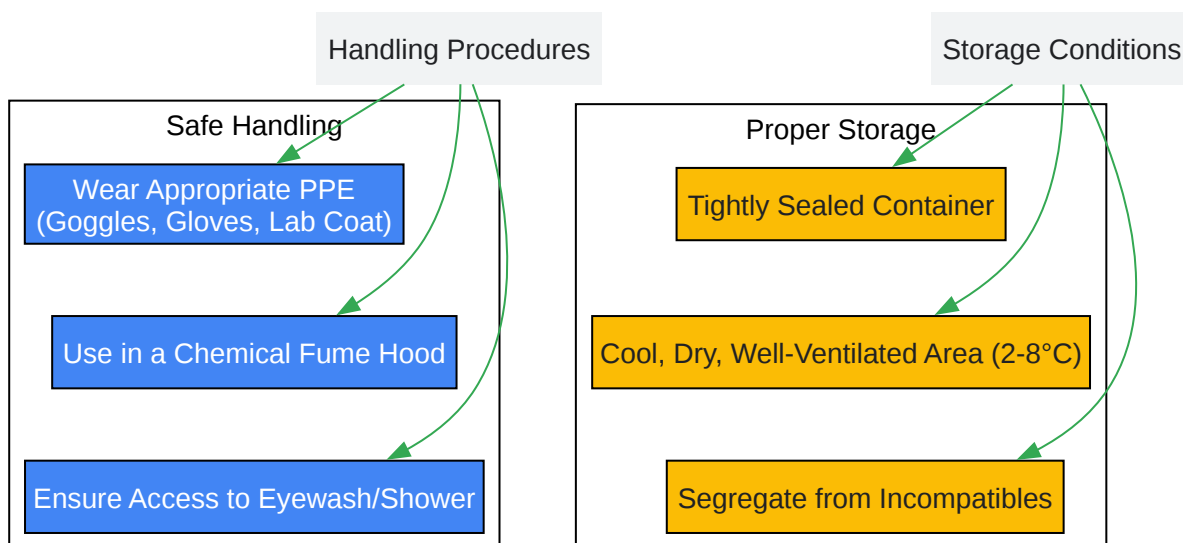 Handling Procedures
Storage Conditions
Safe Handling
Wear Appropriate PPE
(Goggles, Gloves, Lab Coat)
Use in a Chemical Fume Hood
Ensure Access to Eyewash/Shower
Proper Storage
Tightly Sealed Container
Cool, Dry, Well-Ventilated Area (2-8°C)
Segregate from Incompatibles